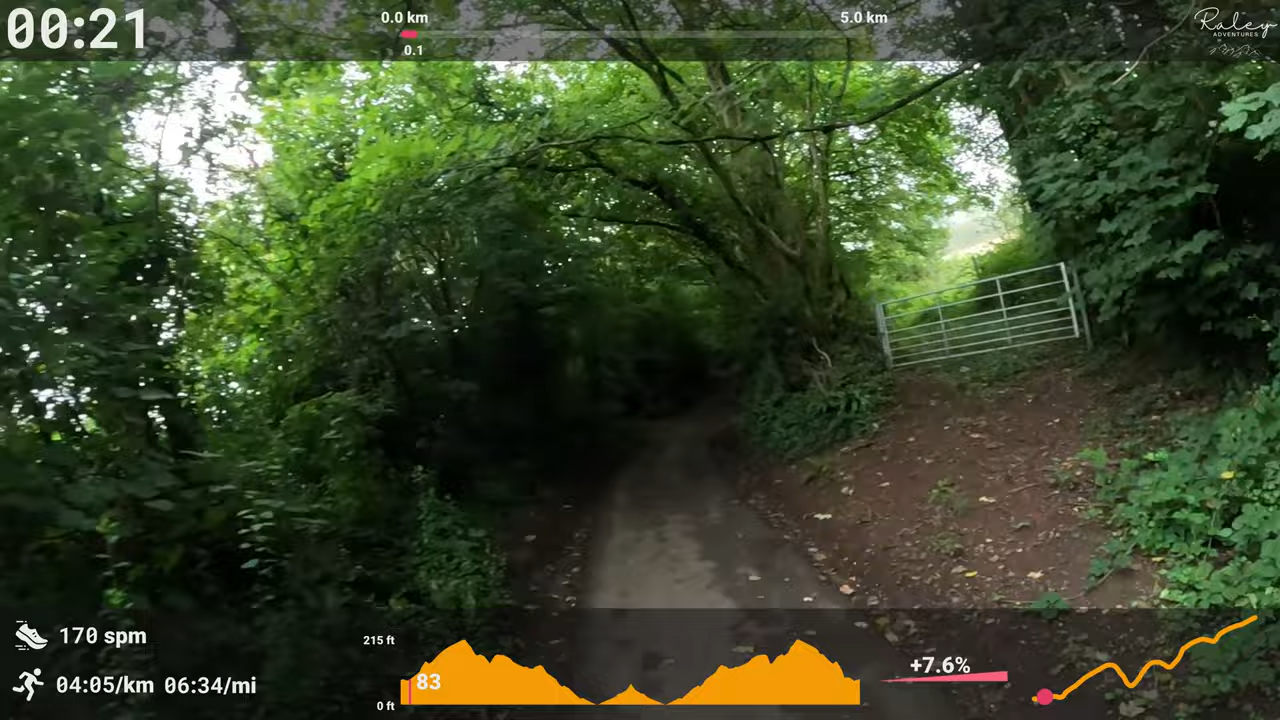 00:21
0.0 km
5.0 km
0.1
Raley
ADVENTURES
170 spm
04:05/km 06:34/mi
215 ft
83
0 ft
+7.6%